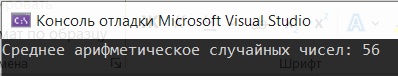 Консоль отладки Microsoft Visual Studio
Среднее арифметическое случайных чисел: 56